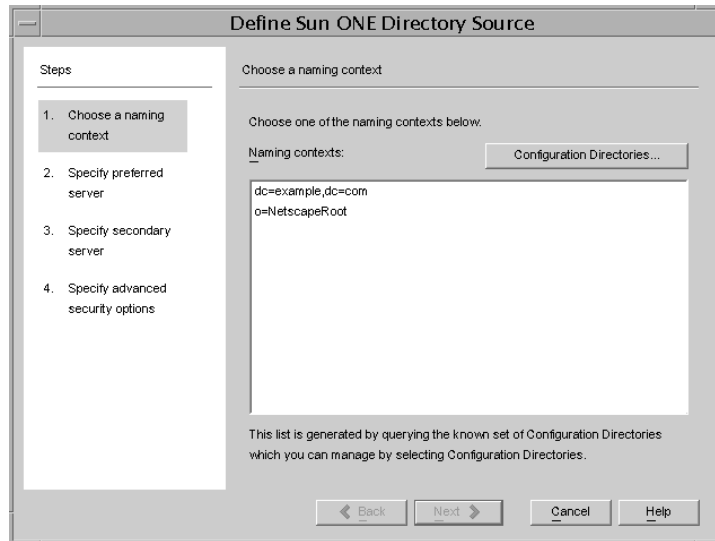 Define Sun ONE Directory Source
Steps
1. Choose a naming
context
2. Specify preferred
server
3. Specify secondary
server
4. Specify advanced
security options
Choose a naming context
Choose one of the naming contexts below.
Naming contexts:
Configuration Directories...
dc=example,dc=com
o=NetscapeRoot
This list is generated by querying the known set of Configuration Directories
which you can manage by selecting Configuration Directories.
Back
Next
Cancel
Help